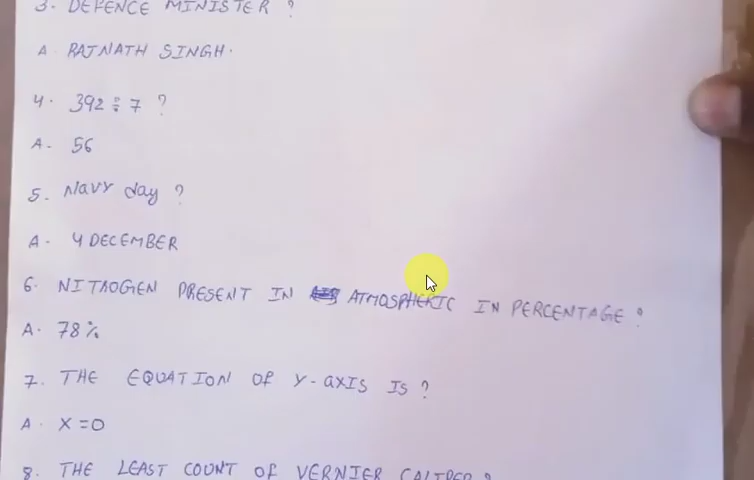 3. DEFENCE MINISTER ?
A RAJNATH SINGH.
4. 392 ÷ 7 ?
A. 56
5. Navy day ?
A. 4 DECEMBER
6. NITROGEN PRESENT IN ATMOSPHERIC IN PERCENTAGE ?
A. 78%
7. THE EQUATION OF Y-axIS IS ?
A. X = 0
8. THE LEAST COUNT OF VERNIER CALIPER ?